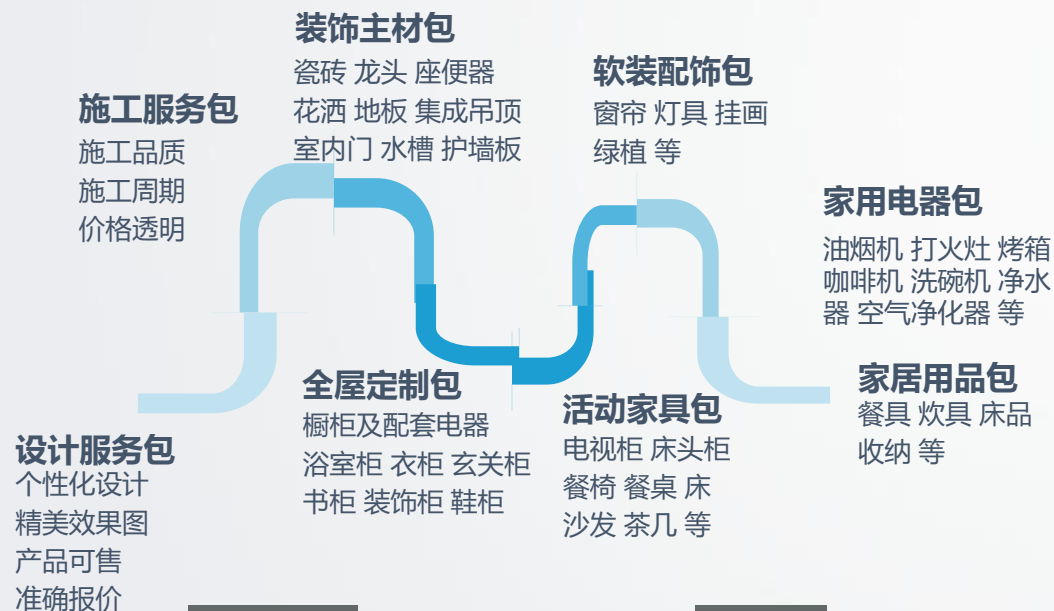 装饰主材包
瓷砖 龙头 座便器
花洒 地板 集成吊顶
室内门 水槽 护墙板
软装配饰包
窗帘 灯具 挂画
绿植 等
施工服务包
施工品质
施工周期
价格透明
家用电器包
油烟机 打火灶 烤箱
咖啡机 洗碗机 净水
器 空气净化器 等
全屋定制包
橱柜及配套电器
浴室柜 衣柜 玄关柜
书柜 装饰柜 鞋柜
活动家具包
电视柜 床头柜
餐椅 餐桌 床
沙发 茶几 等
家居用品包
餐具 炊具 床品
收纳 等
设计服务包
个性化设计
精美效果图
产品可售
准确报价